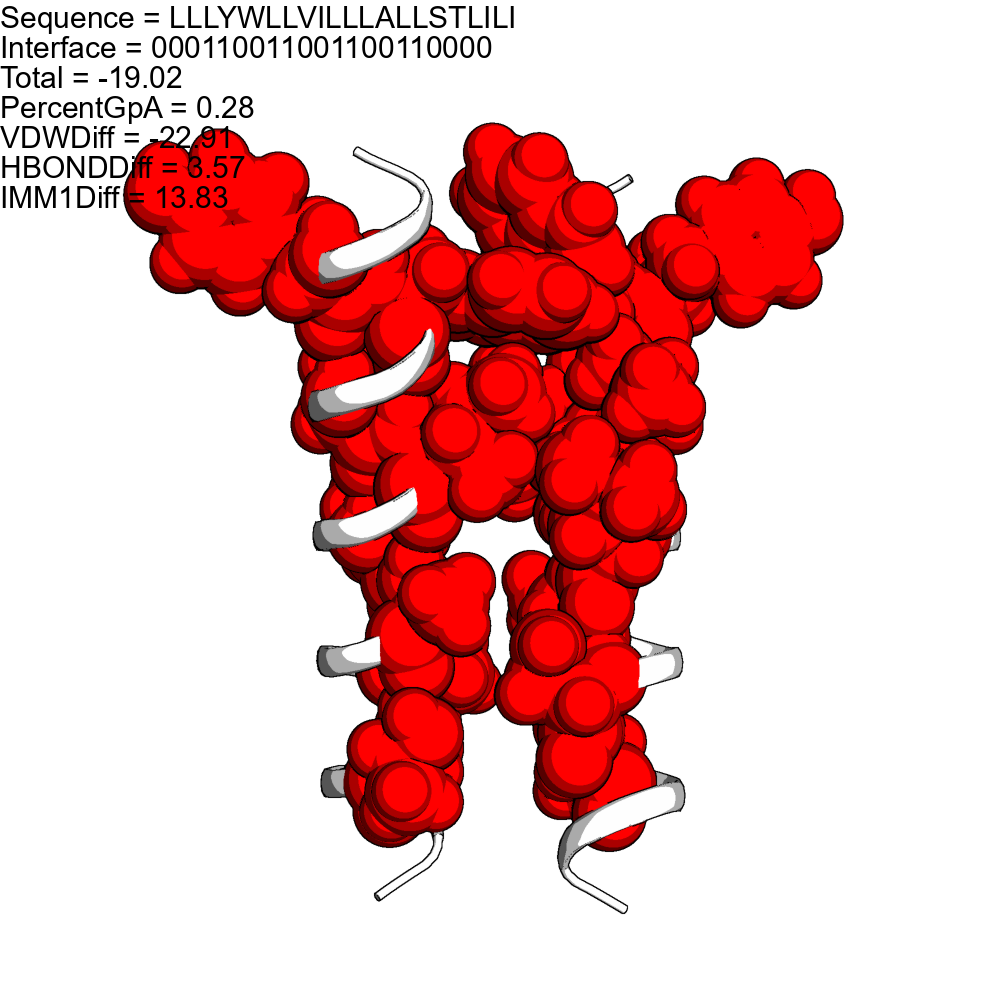 Sequence = LLLYWLLVILLLALLSTLILI
Interface = 000110011001100110000
Total = -19.02
PercentGpA = 0.28
VDWDiff = -22.91
HBONDDiff = 3.57
IMM1Diff = 13.83